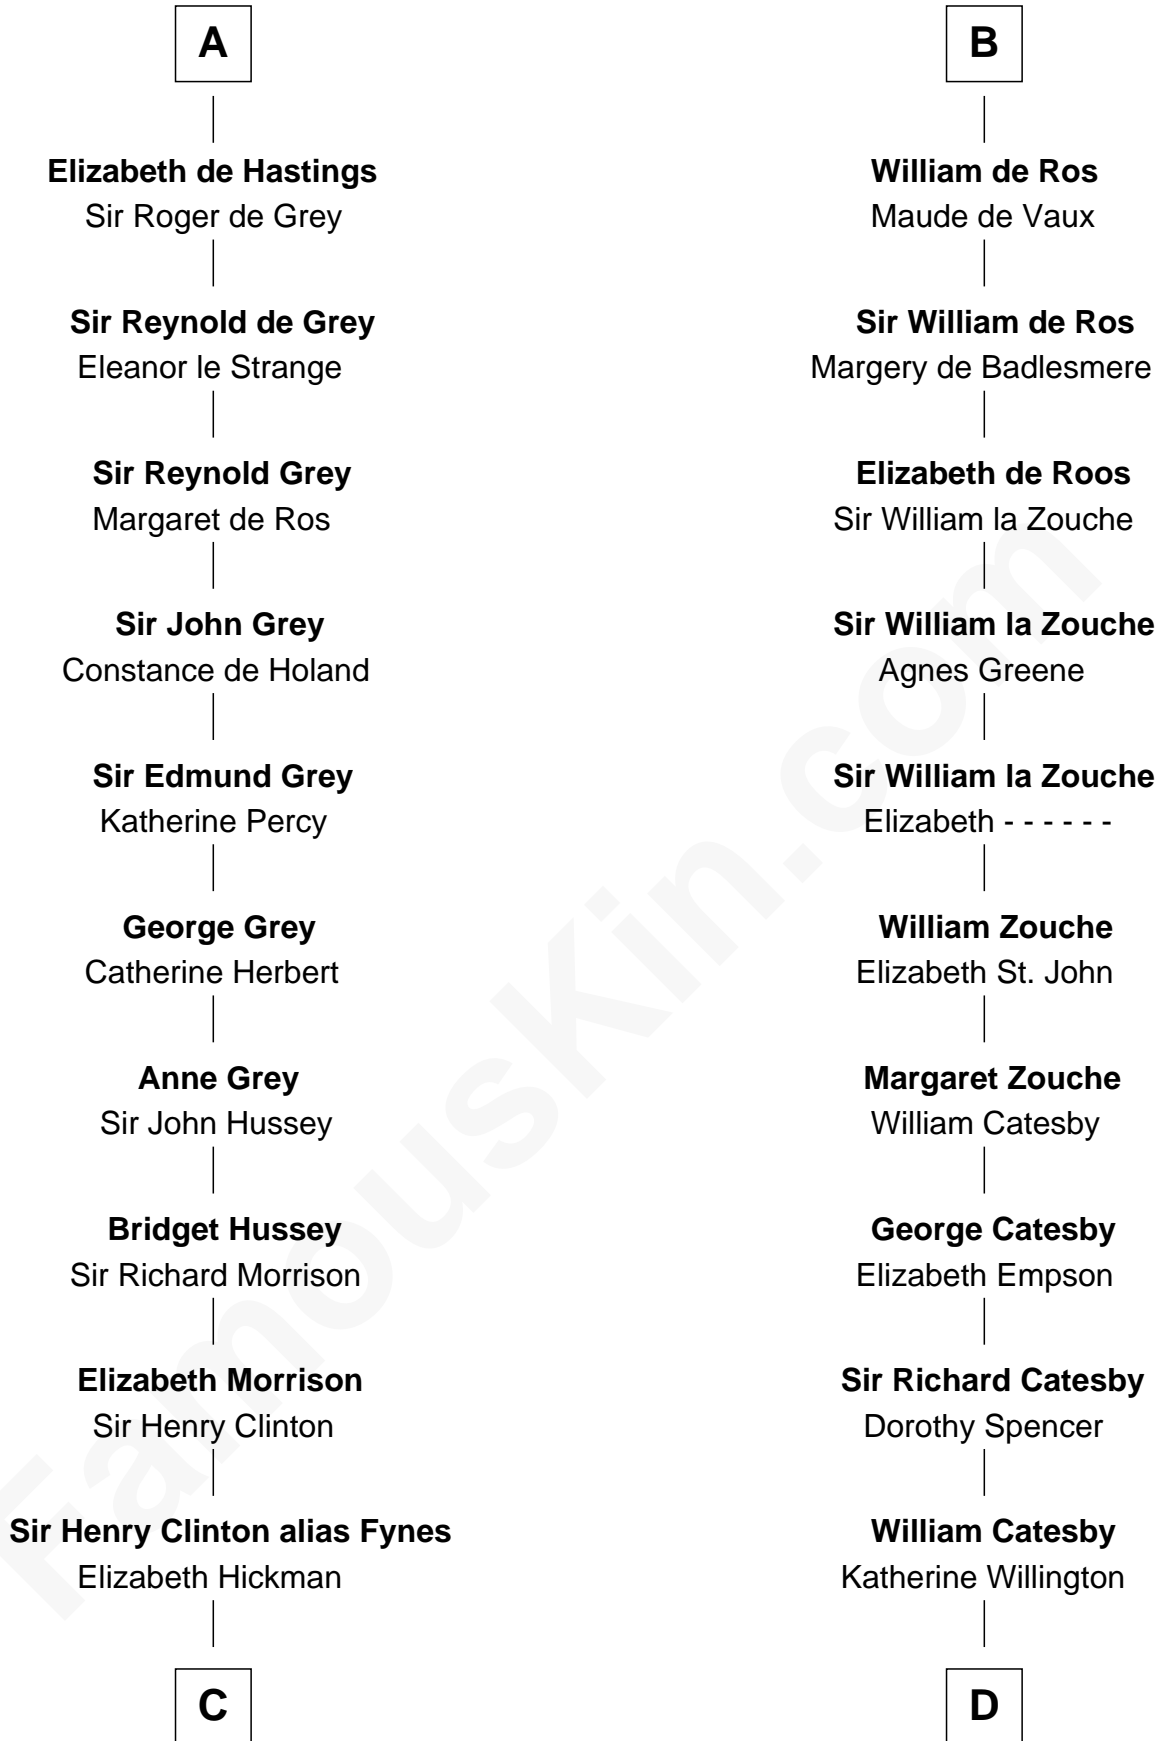 A
Elizabeth de Hastings
Sir Roger de Grey
Sir Reynold de Grey
Eleanor le Strange
Sir Reynold Grey
Margaret de Ros
Sir John Grey
Constance de Holand
Sir Edmund Grey
Katherine Percy
George Grey
Catherine Herbert
Anne Grey
Sir John Hussey
Bridget Hussey
Sir Richard Morrison
Elizabeth Morrison
Sir Henry Clinton
Sir Henry Clinton alias Fynes
Elizabeth Hickman
C
B
William de Ros
Maude de Vaux
Sir William de Ros
Margery de Badlesmere
Elizabeth de Roos
Sir William la Zouche
Sir William la Zouche
Agnes Greene
Sir William la Zouche
Elizabeth - - - - - -
William Zouche
Elizabeth St. John
Margaret Zouche
William Catesby
George Catesby
Elizabeth Empson
Sir Richard Catesby
Dorothy Spencer
William Catesby
Katherine Willington
D
FamousKin.com